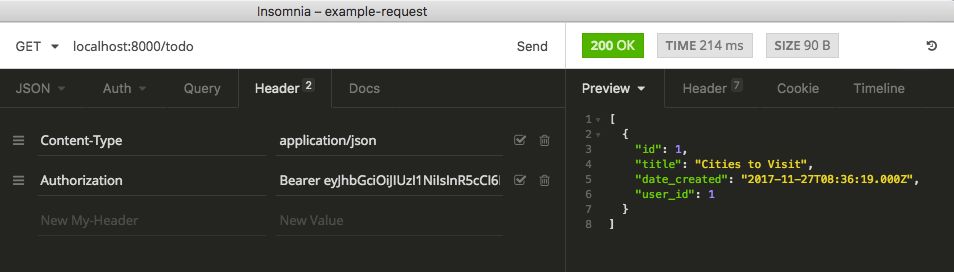 Insomnia – example-request
GET localhost:8000/todo Send 200 OK TIME 214 ms SIZE 90 B
JSON Auth Query Header 2 Docs Preview Header 7 Cookie Timeline
Content-Type application/json
Authorization Bearer eyJhbGciOiJIUzI1NiIsInR5cCI6I
New My-Header New Value
1 [
2 {
3 "id": 1,
4 "title": "Cities to Visit",
5 "date_created": "2017-11-27T08:36:19.000Z",
6 "user_id": 1
7 }
8 ]